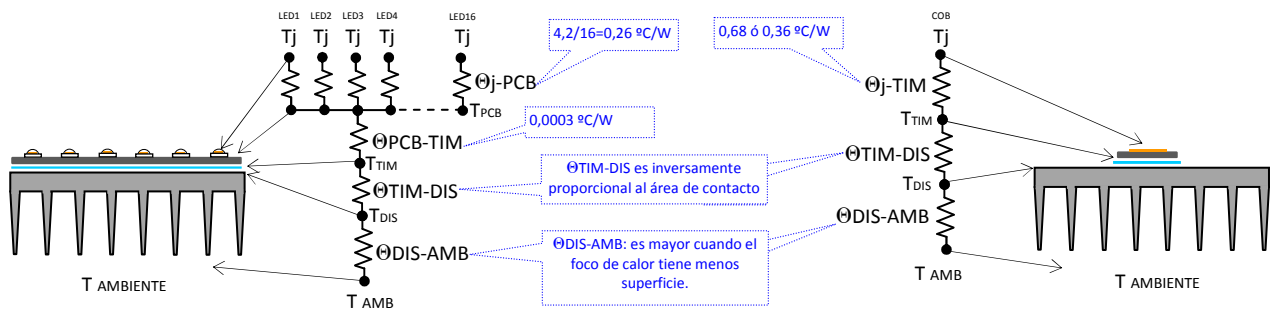 LED1 LED2 LED3 LED4 LED16
Tj Tj Tj Tj Tj
4,2/16=0,26 ºC/W
Θj-PCB
TPCB
ΘPCB-TIM
0,0003 ºC/W
TTIM
ΘTIM-DIS
TDIS
ΘDIS-AMB
T AMB
T AMBIENTE
ΘTIM-DIS es inversamente
proporcional al área de contacto
ΘDIS-AMB: es mayor cuando el
foco de calor tiene menos
superficie.
0,68 ó 0,36 ºC/W
COB
Tj
Θj-TIM
TTIM
ΘTIM-DIS
TDIS
ΘDIS-AMB
T AMB
T AMBIENTE